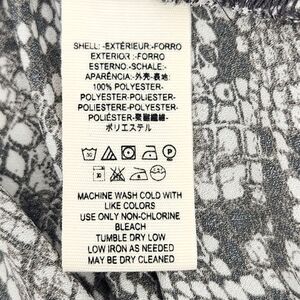 SHELL:-EXTÉRIEUR:-FORRO
EXTERIOR:-FORRO
ESTERNO:-SCHALE:-
APARÊNCIA:-外壳:-表地:
100% POLYESTER-
POLYESTER-POLIESTER-
POLIESTERE-POLYESTER-
POLIÉSTER-聚酯纖維-
ポリエステル
MACHINE WASH COLD WITH
LIKE COLORS
USE ONLY NON-CHLORINE
BLEACH
TUMBLE DRY LOW
LOW IRON AS NEEDED
MAY BE DRY CLEANED